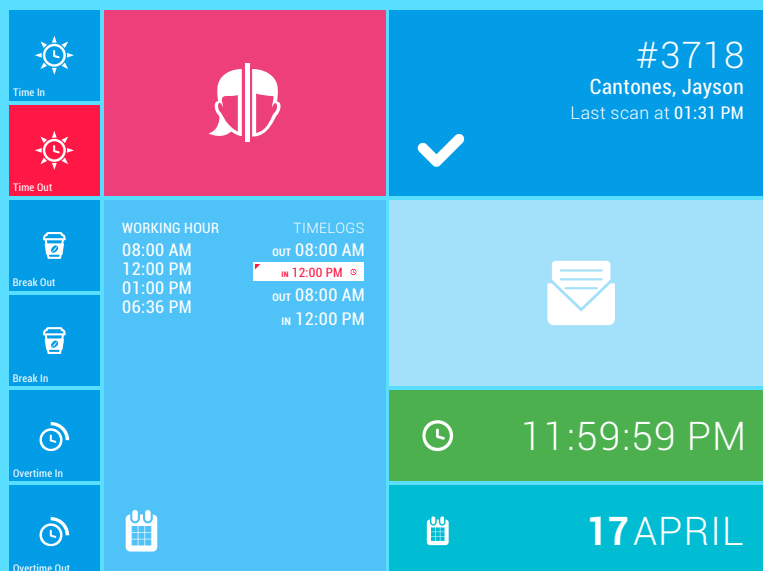 Time In
Time Out
Break Out
Break In
Overtime In
Overtime Out
#3718
Cantones, Jayson
Last scan at 01:31 PM
WORKING HOUR
08:00 AM
12:00 PM
01:00 PM
06:36 PM
TIMELOGS
OUT 08:00 AM
IN 12:00 PM
OUT 08:00 AM
IN 12:00 PM
11:59:59 PM
17 APRIL